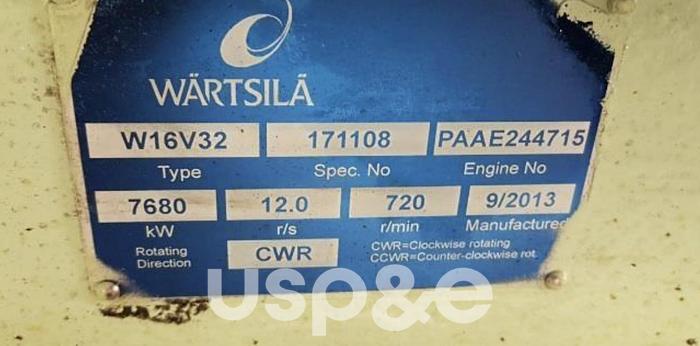 WÄRTSILÄ
W16V32 171108 PAAE244715
Type Spec. No Engine No
7680 12.0 720 9/2013
kW r/s r/min Manufactured
Rotating Direction CWR
CWR=Clockwise rotating
CCWR=Counter-clockwise rot.
usp&e